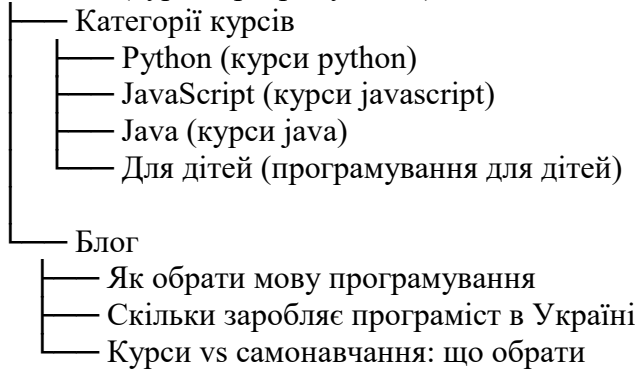 Категорії курсів
Python (курси python)
JavaScript (курси javascript)
Java (курси java)
Для дітей (програмування для дітей)
Блог
Як обрати мову програмування
Скільки заробляє програміст в Україні
Курси vs самонавчання: що обрати